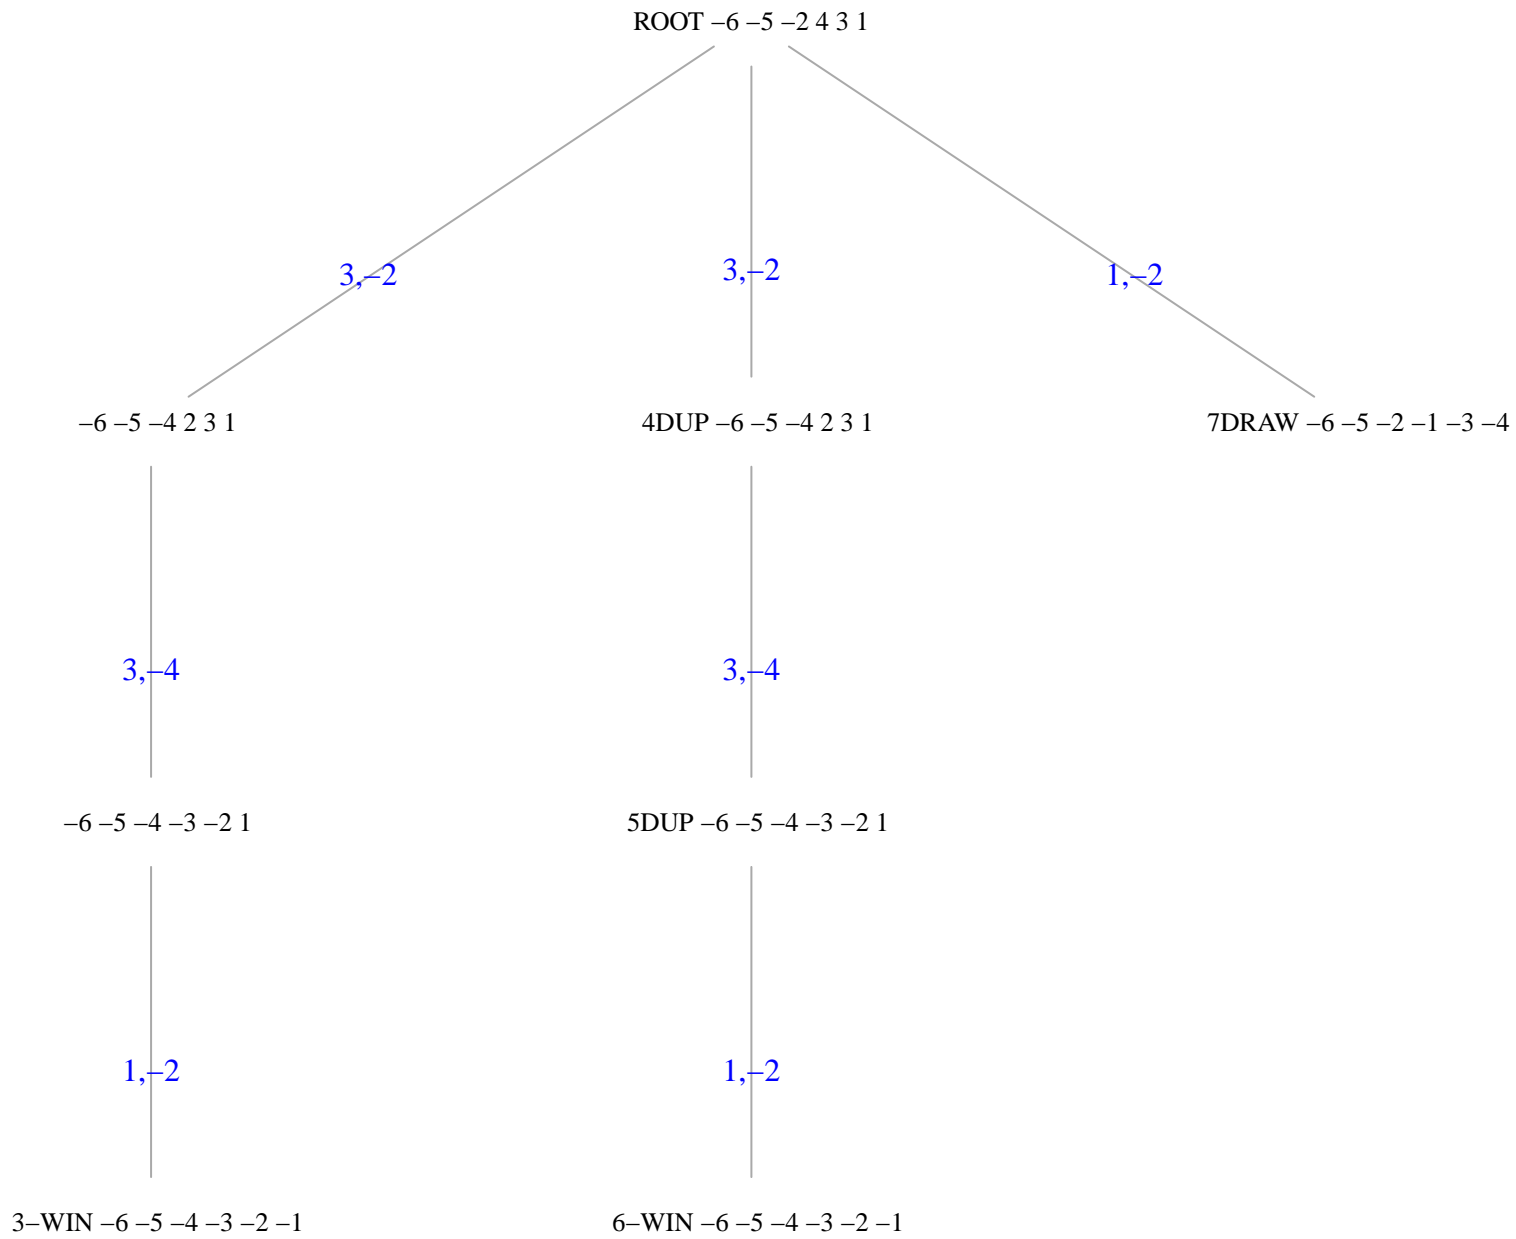 ROOT –6 –5 –2 4 3 1
3,–2
3,–2
1,–2
–6 –5 –4 2 3 1
4DUP –6 –5 –4 2 3 1
7DRAW –6 –5 –2 –1 –3 –4
3,–4
3,–4
–6 –5 –4 –3 –2 1
5DUP –6 –5 –4 –3 –2 1
1,–2
1,–2
3–WIN –6 –5 –4 –3 –2 –1
6–WIN –6 –5 –4 –3 –2 –1